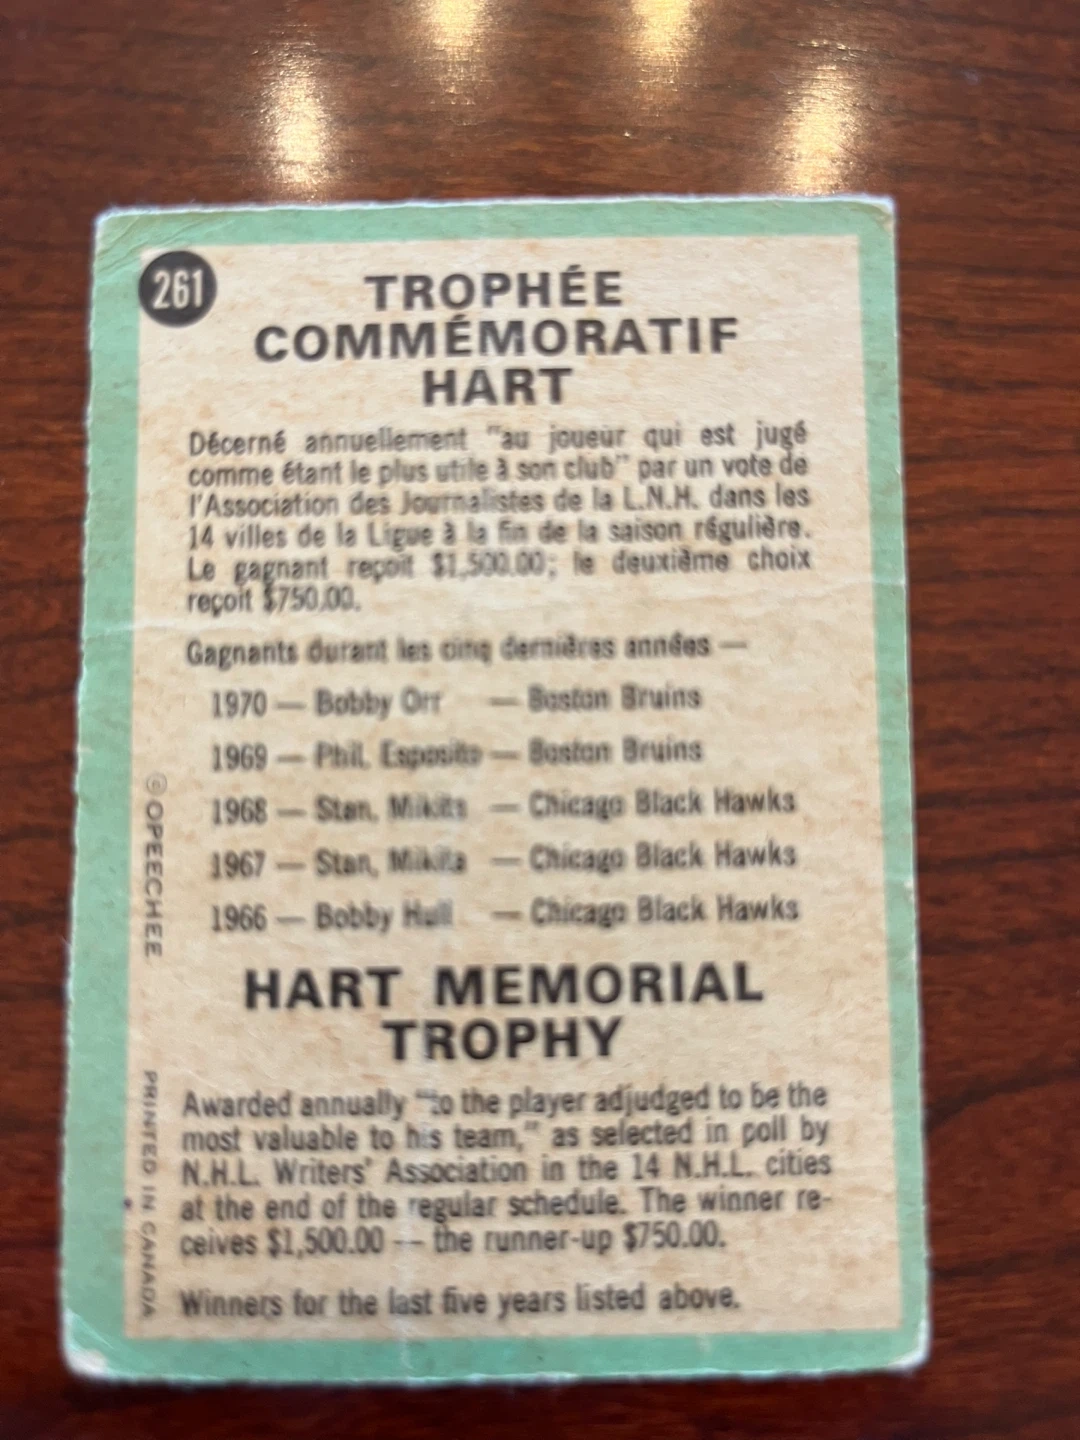 261
TROPHÉE
COMMÉMORATIF
HART
Décerné annuellement "au joueur qui est jugé
comme étant le plus utile à son club" par un vote de
l'Association des Journalistes de la L.N.H. dans les
14 villes de la Ligue à la fin de la saison régulière.
Le gagnant reçoit $1,500.00; le deuxième choix
reçoit $750.00.
Gagnants durant les cinq dernières années —
1970 — Bobby Orr — Boston Bruins
1969 — Phil. Esposito — Boston Bruins
1968 — Stan. Mikita — Chicago Black Hawks
1967 — Stan. Mikita — Chicago Black Hawks
1966 — Bobby Hull — Chicago Black Hawks
HART MEMORIAL
TROPHY
Awarded annually "to the player adjudged to be the
most valuable to his team," as selected in poll by
N.H.L. Writers' Association in the 14 N.H.L. cities
at the end of the regular schedule. The winner re-
ceives $1,500.00 — the runner-up $750.00.
Winners for the last five years listed above.
© OPEECHEE
PRINTED IN CANADA